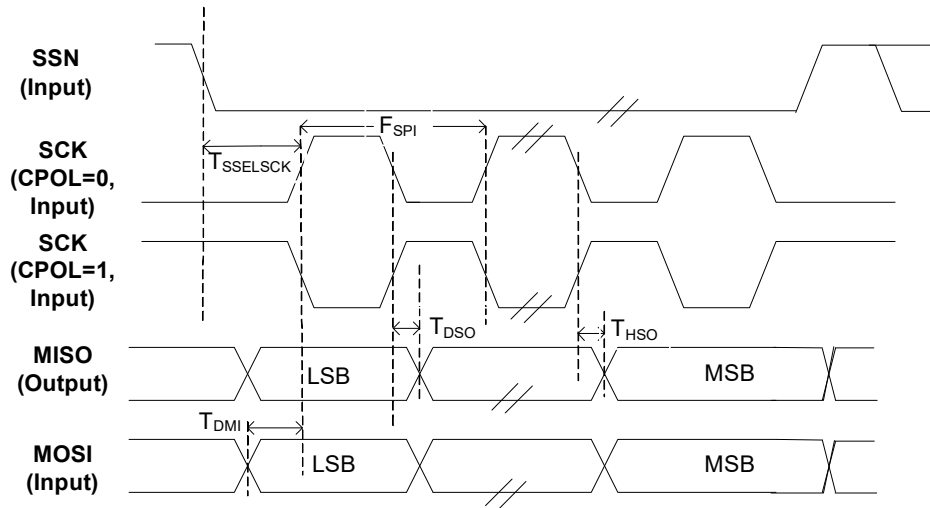 SSN
(Input)
F_SPI
T_SSELSCK
SCK
(CPOL=0,
Input)
SCK
(CPOL=1,
Input)
T_DSO
T_HSO
MISO
(Output)
LSB
MSB
T_DMI
MOSI
(Input)
LSB
MSB